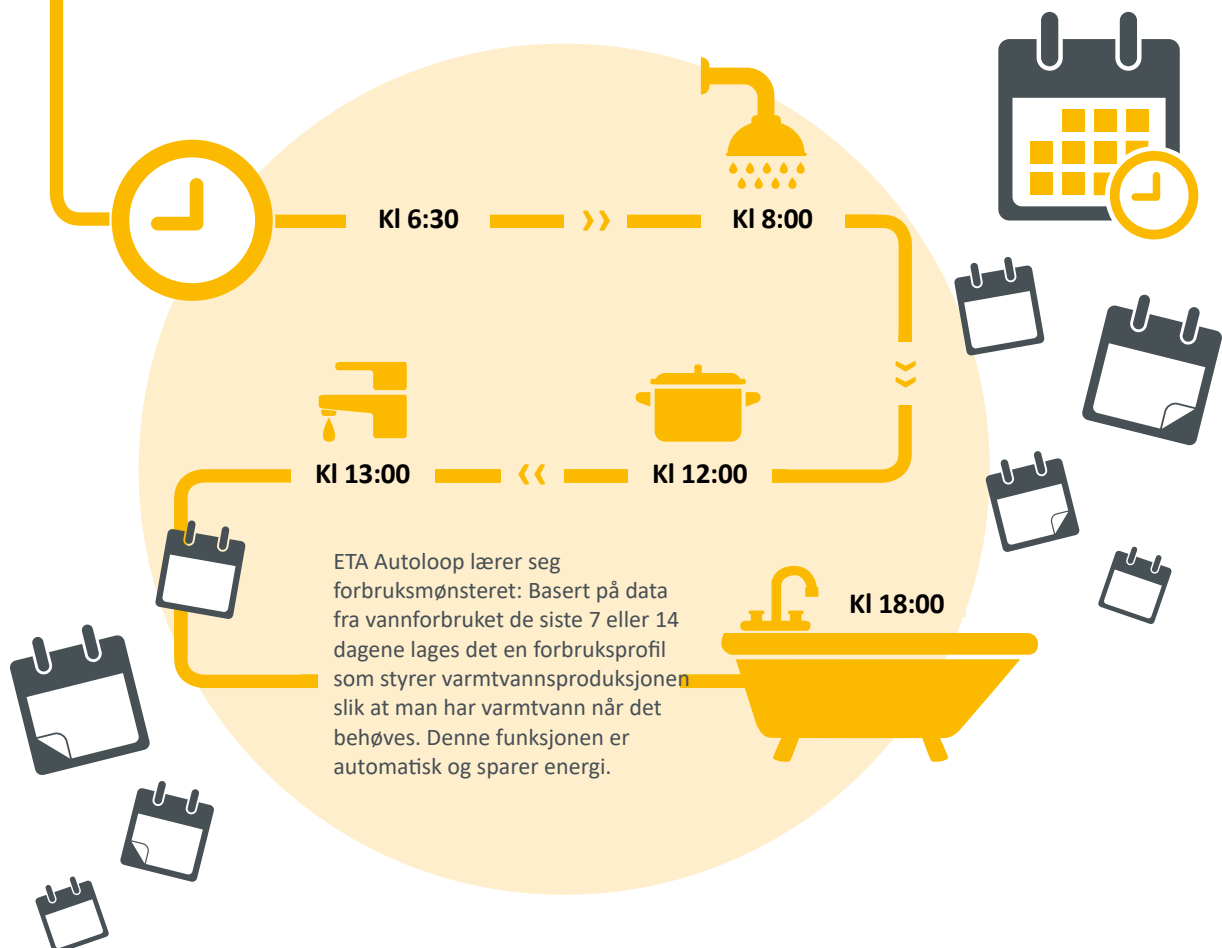 Kl 6:30
Kl 8:00
Kl 13:00
Kl 12:00
ETA Autoloop lærer seg
forbruksmønsteret: Basert på data
fra vannforbruket de siste 7 eller 14
dagene lages det en forbruksprofil
som styrer varmtvannsproduksjonen
slik at man har varmtvann når det
behøves. Denne funksjonen er
automatisk og sparer energi.
Kl 18:00